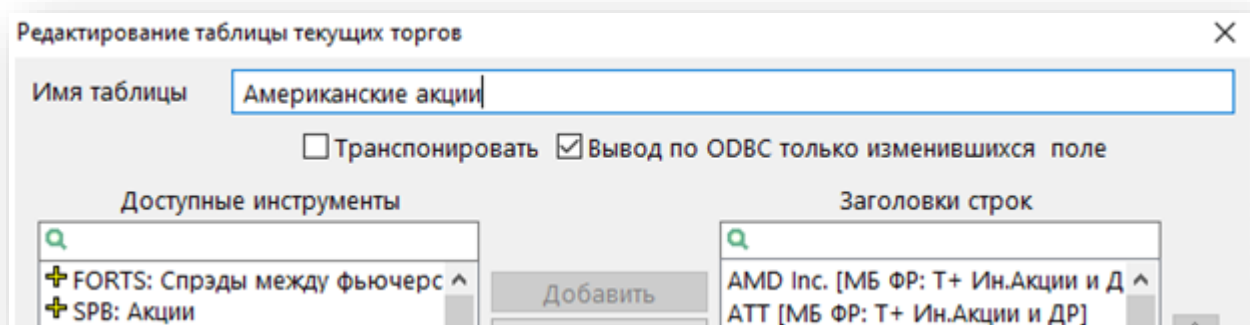 Редактирование таблицы текущих торгов
Имя таблицы Американские акции
Транспонировать Вывод по ODBC только изменившихся поле
Доступные инструменты Заголовки строк
FORTS: Спрэды между фьючерс AMD Inc. [МБ ФР: Т+ Ин.Акции и Д
SPB: Акции Добавить ATT [МБ ФР: Т+ Ин.Акции и ДР]